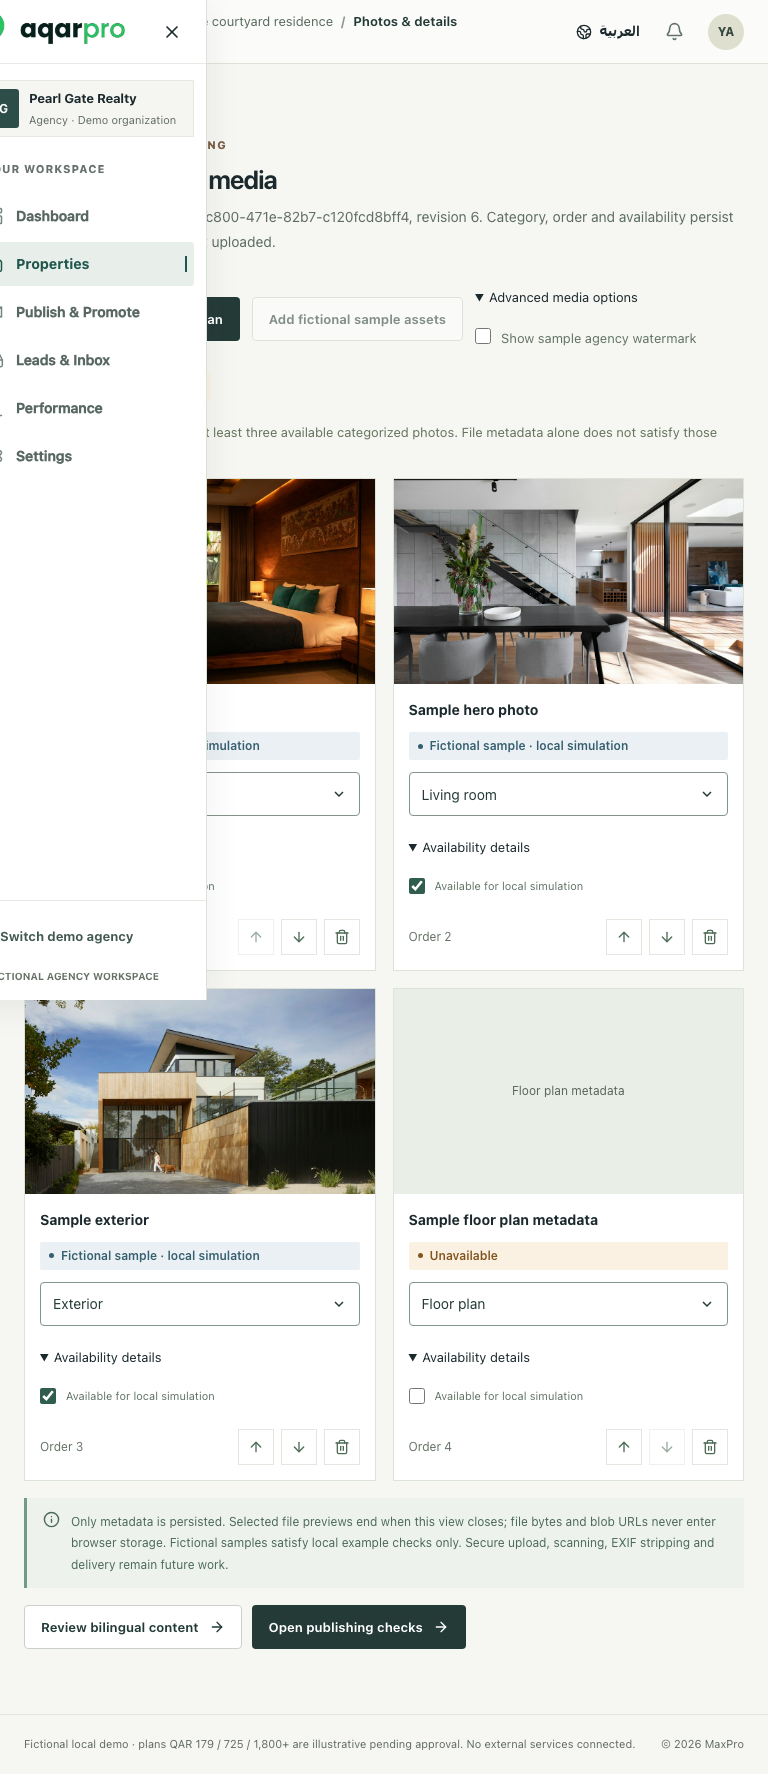 aqarpro
courtyard residence / Photos & details
العربية
YA
G
Pearl Gate Realty
Agency · Demo organization
OUR WORKSPACE
Dashboard
Properties
Publish & Promote
Leads & Inbox
Performance
Settings
Switch demo agency
CTIONAL AGENCY WORKSPACE
NG
media
c800-471e-82b7-c120fcd8bff4, revision 6. Category, order and availability persist
uploaded.
an
Add fictional sample assets
Advanced media options
Show sample agency watermark
t least three available categorized photos. File metadata alone does not satisfy those
imulation
on
Sample hero photo
Fictional sample · local simulation
Living room
Availability details
Available for local simulation
Order 2
Sample exterior
Fictional sample · local simulation
Exterior
Availability details
Available for local simulation
Order 3
Floor plan metadata
Sample floor plan metadata
Unavailable
Floor plan
Availability details
Available for local simulation
Order 4
Only metadata is persisted. Selected file previews end when this view closes; file bytes and blob URLs never enter
browser storage. Fictional samples satisfy local example checks only. Secure upload, scanning, EXIF stripping and
delivery remain future work.
Review bilingual content
Open publishing checks
Fictional local demo · plans QAR 179 / 725 / 1,800+ are illustrative pending approval. No external services connected.
© 2026 MaxPro